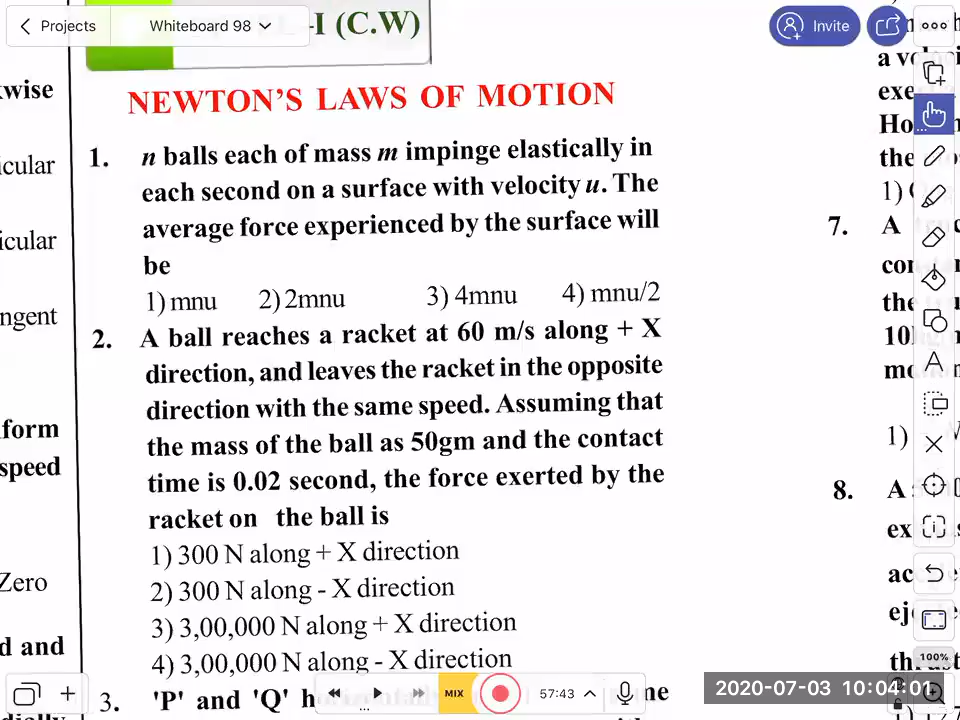 Projects
Whiteboard 98
-I (C.W)
Invite
NEWTON'S LAWS OF MOTION
1. n balls each of mass m impinge elastically in
each second on a surface with velocity u. The
average force experienced by the surface will
be
1) mnu 2) 2mnu 3) 4mnu 4) mnu/2
2. A ball reaches a racket at 60 m/s along + X
direction, and leaves the racket in the opposite
direction with the same speed. Assuming that
the mass of the ball as 50gm and the contact
time is 0.02 second, the force exerted by the
racket on the ball is
1) 300 N along + X direction
2) 300 N along - X direction
3) 3,00,000 N along + X direction
4) 3,00,000 N along - X direction
3. 'P' and 'Q'
kwise
icular
icular
ngent
form
speed
Zero
d and
the
7. A
the
10k
1)
8. A
100%
MIX
57:43
2020-07-03 10:04:01